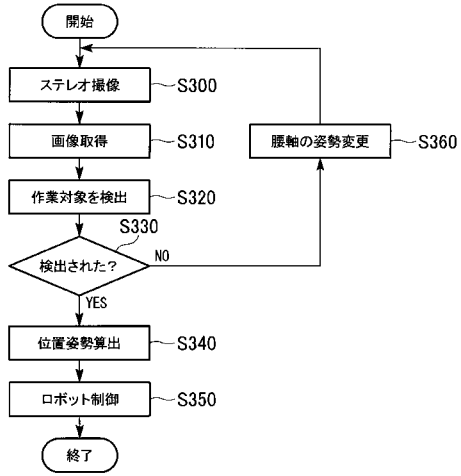 開始
ステレオ撮像
S300
画像取得
S310
腰軸の姿勢変更
S360
作業対象を検出
S320
S330
検出された?
NO
YES
位置姿勢算出
S340
ロボット制御
S350
終了